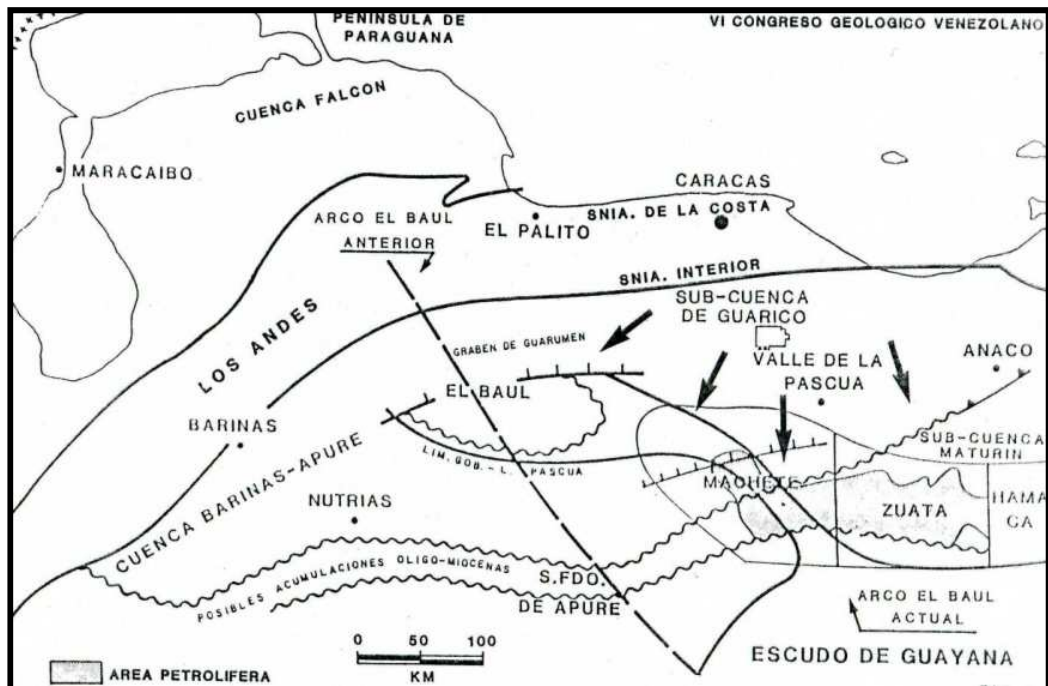 PENINSULA DE
PARAGUANA
VI CONGRESO GEOLOGICO VENEZOLANO
CUENCA FALCON
MARACAIBO
CARACAS
SNIA. DE LA COSTA
ARCO EL BAUL
ANTERIOR
EL PALITO
SNIA. INTERIOR
SUB-CUENCA
DE GUARICO
LOS ANDES
GRABEN DE GUARUMEN
VALLE DE LA
PASCUA
ANACO
EL BAUL
BARINAS
SUB-CUENCA
MATURIN
LIM. GOB.- L. PASCUA
MACHETE
CUENCA BARINAS-APURE
NUTRIAS
ZUATA
HAMA
CA
POSIBLES ACUMULACIONES OLIGO-MIOCENAS
S.FDO.
DE APURE
ARCO EL BAUL
ACTUAL
0 50 100
KM
ESCUDO DE GUAYANA
AREA PETROLIFERA